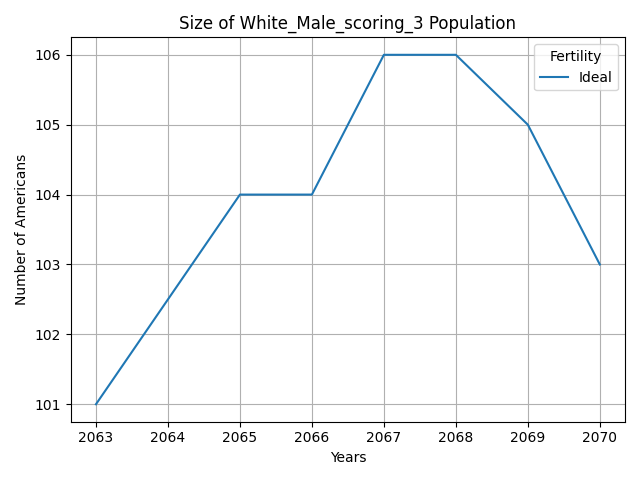 Size of White_Male_scoring_3 Population
Fertility
Ideal
Number of Americans
106
105
104
103
102
101
2063 2064 2065 2066 2067 2068 2069 2070
Years